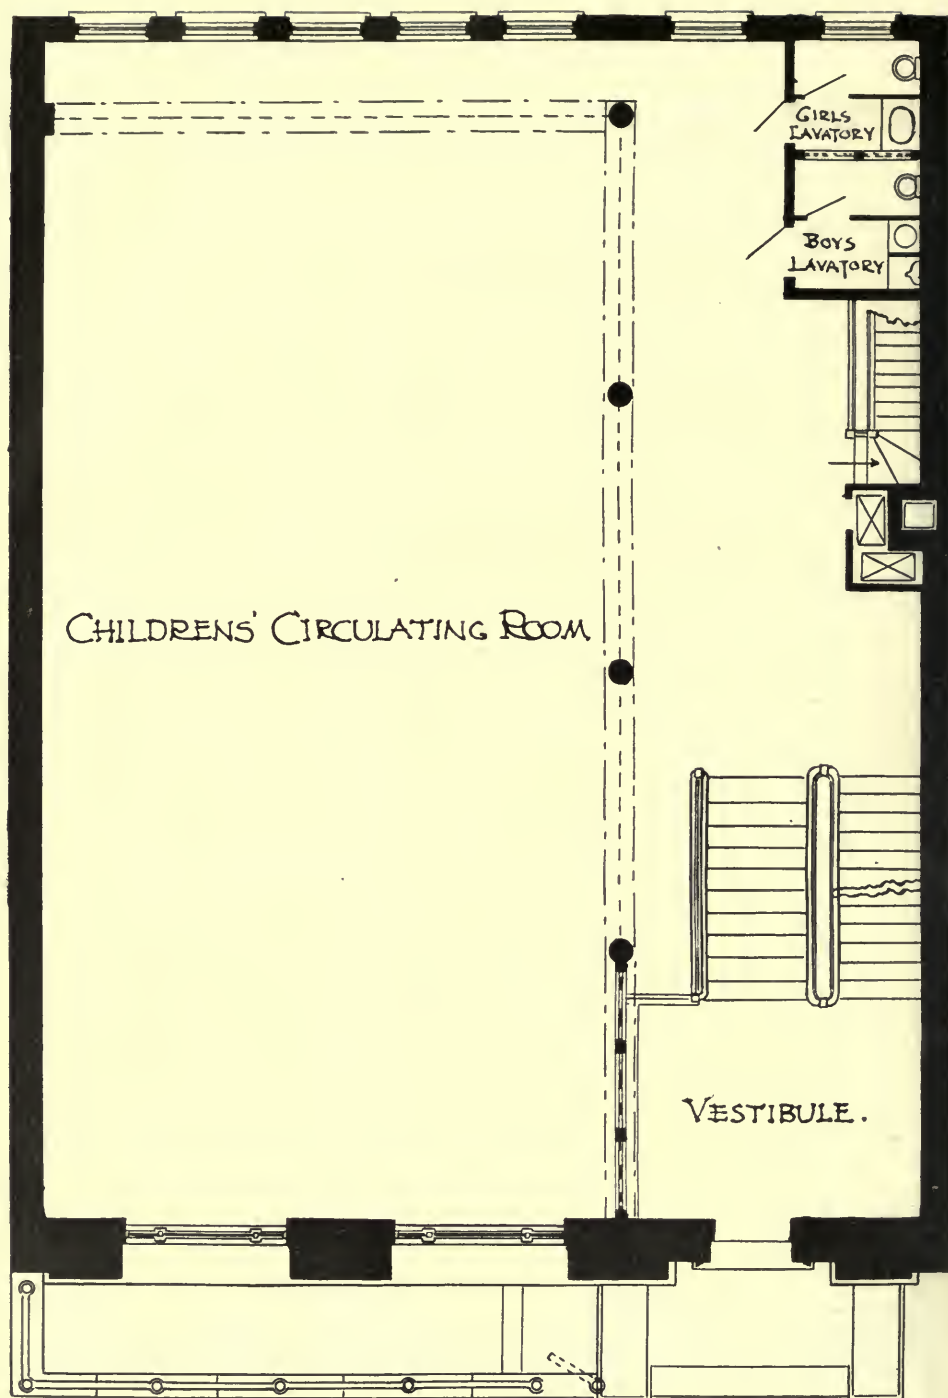 GIRLS
LAVATORY
BOYS
LAVATORY
CHILDRENS' CIRCULATING ROOM
VESTIBULE.